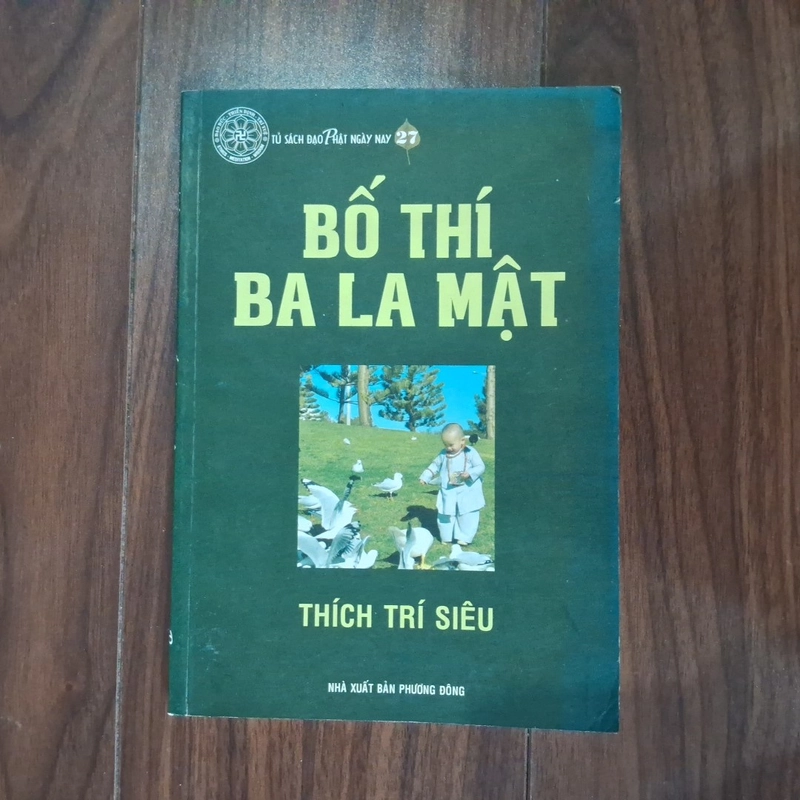 TỦ SÁCH ĐẠO PHẬT NGÀY NAY 27
BỐ THÍ
BA LA MẬT
THÍCH TRÍ SIÊU
NHÀ XUẤT BẢN PHƯƠNG ĐÔNG